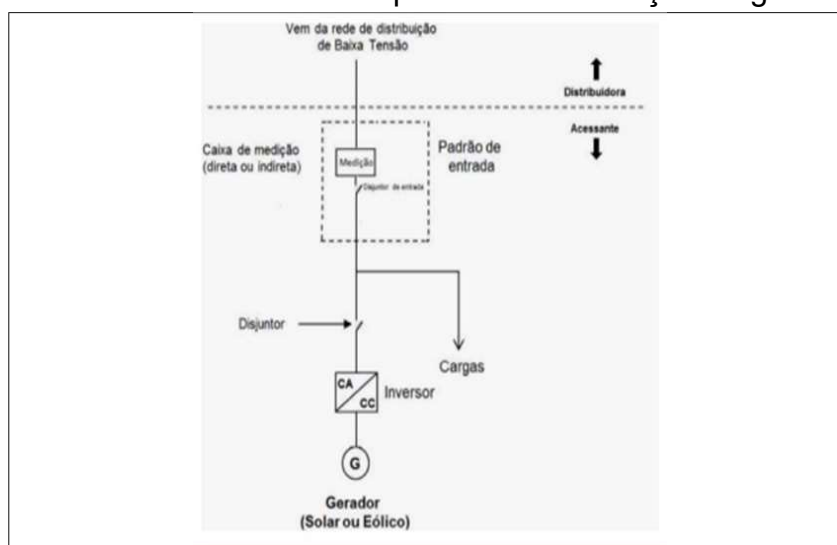 Vem da rede de distribuição
de Baixa Tensão
Distribuidora
Acessante
Caixa de medição
(direta ou indireta)
Medição
Disjuntor de entrada
Padrão de
entrada
Disjuntor
Cargas
CA
CC
Inversor
G
Gerador
(Solar ou Eólico)